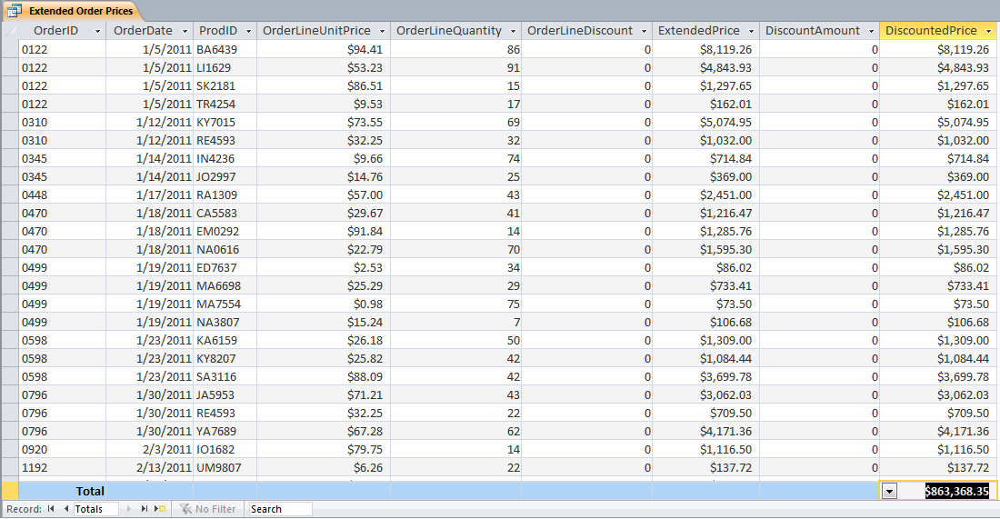 Extended Order Prices
OrderID OrderDate ProdID OrderLineUnitPrice OrderLineQuantity OrderLineDiscount ExtendedPrice DiscountAmount DiscountedPrice
0122 1/5/2011 BA6439 $94.41 86 0 $8,119.26 0 $8,119.26
0122 1/5/2011 LI1629 $53.23 91 0 $4,843.93 0 $4,843.93
0122 1/5/2011 SK2181 $86.51 15 0 $1,297.65 0 $1,297.65
0122 1/5/2011 TR4254 $9.53 17 0 $162.01 0 $162.01
0310 1/12/2011 KY7015 $73.55 69 0 $5,074.95 0 $5,074.95
0310 1/12/2011 RE4593 $32.25 32 0 $1,032.00 0 $1,032.00
0345 1/14/2011 IN4236 $9.66 74 0 $714.84 0 $714.84
0345 1/14/2011 JO2997 $14.76 25 0 $369.00 0 $369.00
0448 1/17/2011 RA1309 $57.00 43 0 $2,451.00 0 $2,451.00
0470 1/18/2011 CA5583 $29.67 41 0 $1,216.47 0 $1,216.47
0470 1/18/2011 EM0292 $91.84 14 0 $1,285.76 0 $1,285.76
0470 1/18/2011 NA0616 $22.79 70 0 $1,595.30 0 $1,595.30
0499 1/19/2011 ED7637 $2.53 34 0 $86.02 0 $86.02
0499 1/19/2011 MA6698 $25.29 29 0 $733.41 0 $733.41
0499 1/19/2011 MA7554 $0.98 75 0 $73.50 0 $73.50
0499 1/19/2011 NA3807 $15.24 7 0 $106.68 0 $106.68
0598 1/23/2011 KA6159 $26.18 50 0 $1,309.00 0 $1,309.00
0598 1/23/2011 KY8207 $25.82 42 0 $1,084.44 0 $1,084.44
0598 1/23/2011 SA3116 $88.09 42 0 $3,699.78 0 $3,699.78
0796 1/30/2011 JA5953 $71.21 43 0 $3,062.03 0 $3,062.03
0796 1/30/2011 RE4593 $32.25 22 0 $709.50 0 $709.50
0796 1/30/2011 YA7689 $67.28 62 0 $4,171.36 0 $4,171.36
0920 2/3/2011 IO1682 $79.75 14 0 $1,116.50 0 $1,116.50
1192 2/13/2011 UM9807 $6.26 22 0 $137.72 0 $137.72
Total $863,368.35
Record: Totals No Filter Search